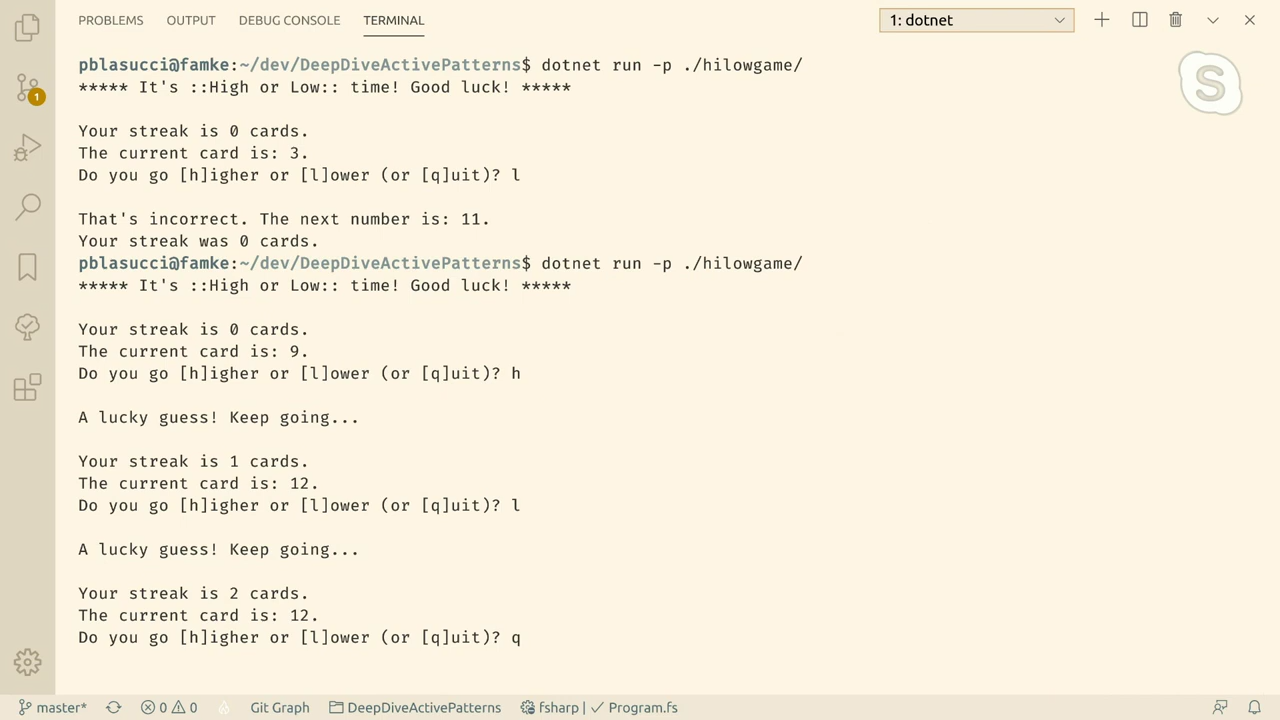 PROBLEMS OUTPUT DEBUG CONSOLE TERMINAL 1: dotnet
pblasucci@famke:~/dev/DeepDiveActivePatterns$ dotnet run -p ./hilowgame/
***** It's ::High or Low:: time! Good luck! *****
Your streak is 0 cards.
The current card is: 3.
Do you go [h]igher or [l]ower (or [q]uit)? l
That's incorrect. The next number is: 11.
Your streak was 0 cards.
pblasucci@famke:~/dev/DeepDiveActivePatterns$ dotnet run -p ./hilowgame/
***** It's ::High or Low:: time! Good luck! *****
Your streak is 0 cards.
The current card is: 9.
Do you go [h]igher or [l]ower (or [q]uit)? h
A lucky guess! Keep going...
Your streak is 1 cards.
The current card is: 12.
Do you go [h]igher or [l]ower (or [q]uit)? l
A lucky guess! Keep going...
Your streak is 2 cards.
The current card is: 12.
Do you go [h]igher or [l]ower (or [q]uit)? q
1
S
master* 0 0 Git Graph DeepDiveActivePatterns fsharp | ✓ Program.fs